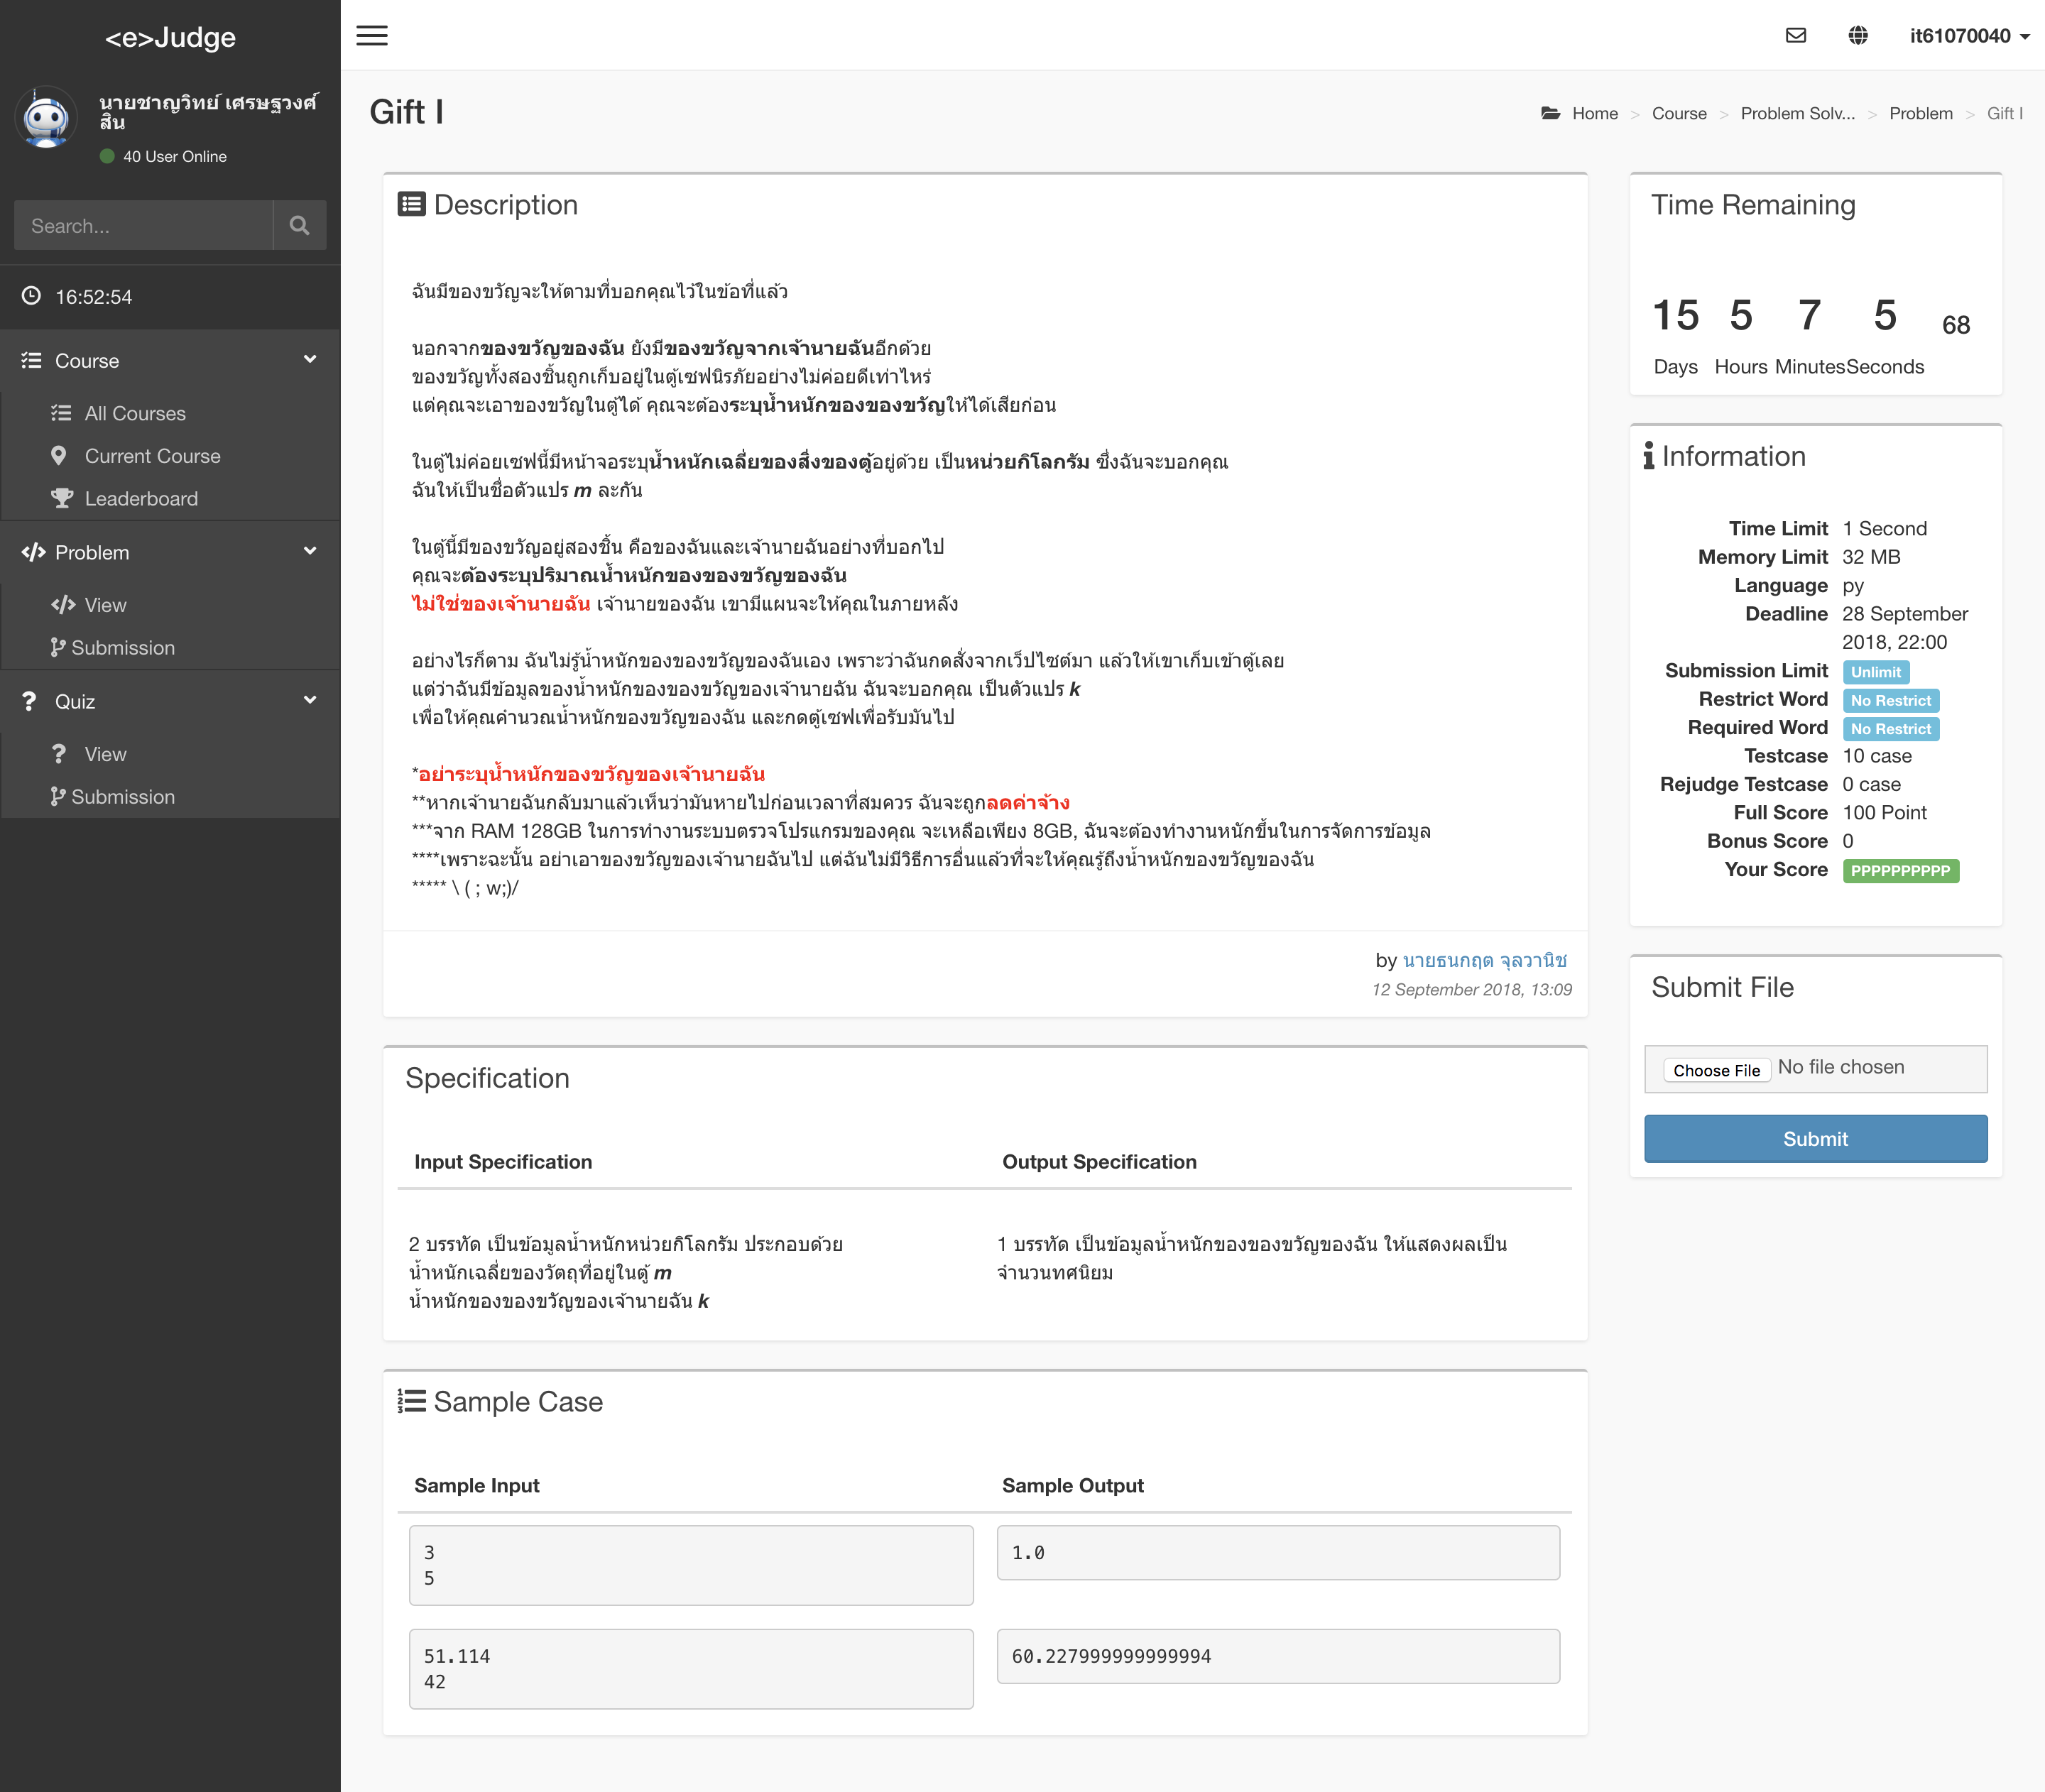 <e>Judge
it61070040
นายชาญวิทย์ เศรษฐวงศ์
สิน
40 User Online
Search...
16:52:54
Course
All Courses
Current Course
Leaderboard
Problem
View
Submission
Quiz
View
Submission
Gift I
Home > Course > Problem Solv... > Problem > Gift I
Description
ฉันมีของขวัญจะให้ตามที่บอกคุณไว้ในข้อที่แล้ว
นอกจากของขวัญของฉัน ยังมีของขวัญจากเจ้านายฉันอีกด้วย
ของขวัญทั้งสองชิ้นถูกเก็บอยู่ในตู้เซฟนิรภัยอย่างไม่ค่อยดีเท่าไหร่
แต่คุณจะเอาของขวัญในตู้ได้ คุณจะต้องระบุน้ำหนักของของขวัญให้ได้เสียก่อน
ในตู้ไม่ค่อยเซฟนี้มีหน้าจอระบุน้ำหนักเฉลี่ยของสิ่งของตู้อยู่ด้วย เป็นหน่วยกิโลกรัม ซึ่งฉันจะบอกคุณ
ฉันให้เป็นชื่อตัวแปร m ละกัน
ในตู้นี้มีของขวัญอยู่สองชิ้น คือของฉันและเจ้านายฉันอย่างที่บอกไป
คุณจะต้องระบุปริมาณน้ำหนักของของขวัญของฉัน
ไม่ใช่ของเจ้านายฉัน เจ้านายของฉัน เขามีแผนจะให้คุณในภายหลัง
อย่างไรก็ตาม ฉันไม่รู้น้ำหนักของของขวัญของฉันเอง เพราะว่าฉันกดสั่งจากเว็ปไซต์มา แล้วให้เขาเก็บเข้าตู้เลย
แต่ว่าฉันมีข้อมูลของน้ำหนักของของขวัญของเจ้านายฉัน ฉันจะบอกคุณ เป็นตัวแปร k
เพื่อให้คุณคำนวณน้ำหนักของขวัญของฉัน และกดตู้เซฟเพื่อรับมันไป
*อย่าระบุน้ำหนักของขวัญของเจ้านายฉัน
**หากเจ้านายฉันกลับมาแล้วเห็นว่ามันหายไปก่อนเวลาที่สมควร ฉันจะถูกลดค่าจ้าง
***จาก RAM 128GB ในการทำงานระบบตรวจโปรแกรมของคุณ จะเหลือเพียง 8GB, ฉันจะต้องทำงานหนักขึ้นในการจัดการข้อมูล
****เพราะฉะนั้น อย่าเอาของขวัญของเจ้านายฉันไป แต่ฉันไม่มีวิธีการอื่นแล้วที่จะให้คุณรู้ถึงน้ำหนักของขวัญของฉัน
***** \ ( ; w;)/
by นายธนกฤต จุลวานิช
12 September 2018, 13:09
Specification
Input Specification
Output Specification
2 บรรทัด เป็นข้อมูลน้ำหนักหน่วยกิโลกรัม ประกอบด้วย
น้ำหนักเฉลี่ยของวัตถุที่อยู่ในตู้ m
น้ำหนักของของขวัญของเจ้านายฉัน k
1 บรรทัด เป็นข้อมูลน้ำหนักของของขวัญของฉัน ให้แสดงผลเป็น
จำนวนทศนิยม
Sample Case
Sample Input
Sample Output
3
5
1.0
51.114
42
60.227999999999994
Time Remaining
15 5 7 5 68
Days Hours Minutes Seconds
Information
Time Limit 1 Second
Memory Limit 32 MB
Language py
Deadline 28 September
2018, 22:00
Submission Limit Unlimit
Restrict Word No Restrict
Required Word No Restrict
Testcase 10 case
Rejudge Testcase 0 case
Full Score 100 Point
Bonus Score 0
Your Score PPPPPPPPPP
Submit File
Choose File No file chosen
Submit